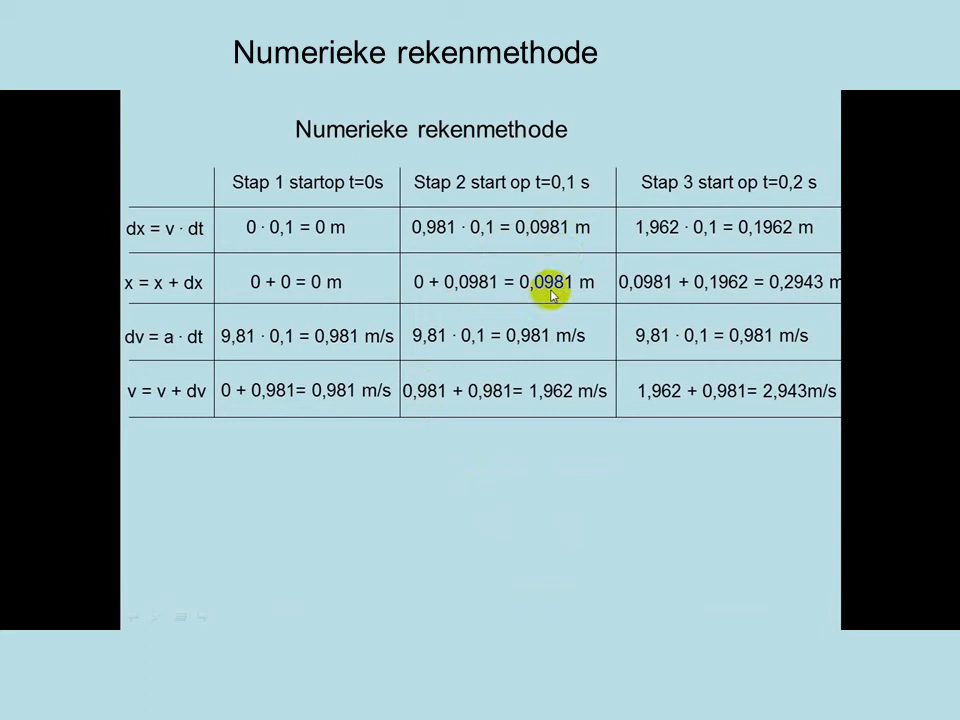 Numerieke rekenmethode
Numerieke rekenmethode
Stap 1 startop t=0s Stap 2 start op t=0,1 s Stap 3 start op t=0,2 s
dx = v · dt 0 · 0,1 = 0 m 0,981 · 0,1 = 0,0981 m 1,962 · 0,1 = 0,1962 m
x = x + dx 0 + 0 = 0 m 0 + 0,0981 = 0,0981 m 0,0981 + 0,1962 = 0,2943 m
dv = a · dt 9,81 · 0,1 = 0,981 m/s 9,81 · 0,1 = 0,981 m/s 9,81 · 0,1 = 0,981 m/s
v = v + dv 0 + 0,981= 0,981 m/s 0,981 + 0,981= 1,962 m/s 1,962 + 0,981= 2,943m/s